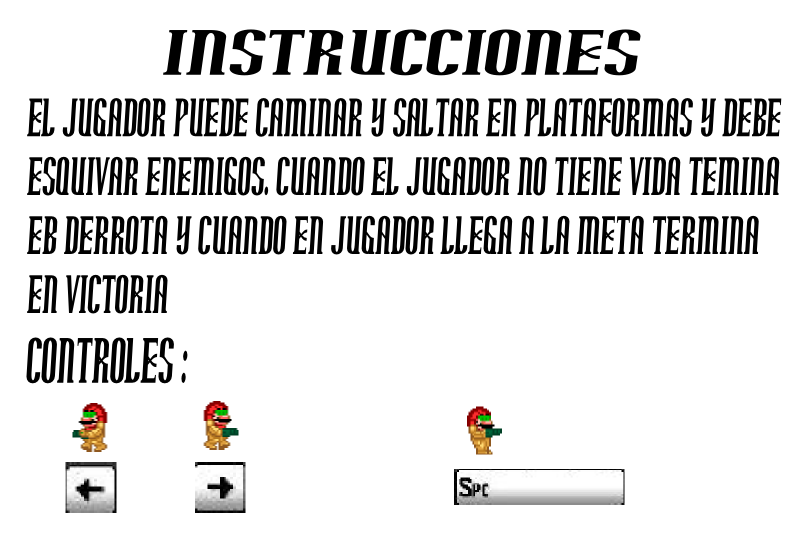 INSTRUCCIONES
EL JUGADOR PUEDE CAMINAR Y SALTAR EN PLATAFORMAS Y DEBE
ESQUIVAR ENEMIGOS. CUANDO EL JUGADOR NO TIENE VIDA TEMINA
EB DERROTA Y CUANDO EN JUGADOR LLEGA A LA META TERMINA
EN VICTORIA
CONTROLES :
SPC